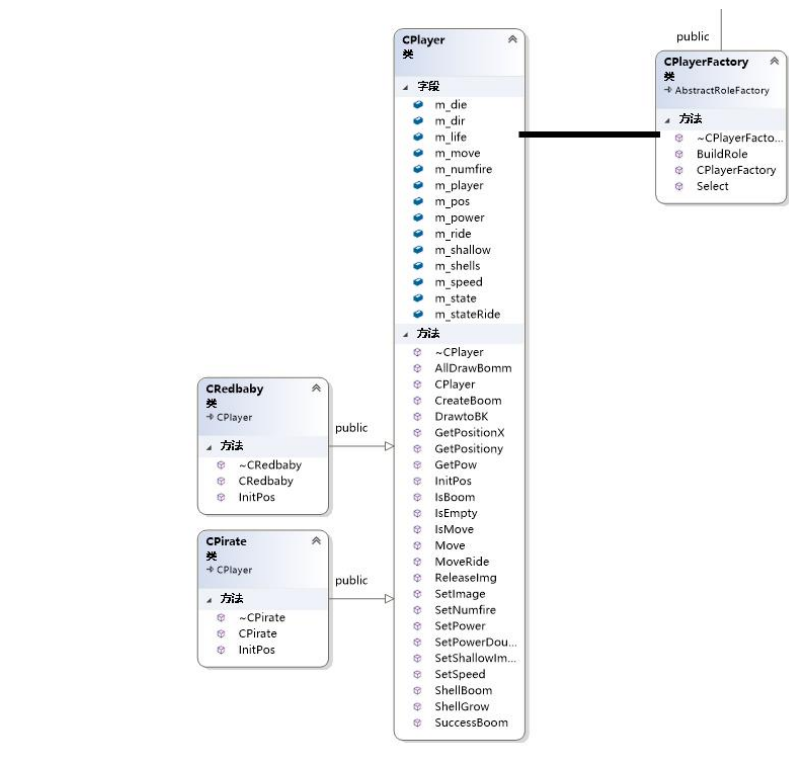 CPlayer
类
字段
m_die
m_dir
m_life
m_move
m_numfire
m_player
m_pos
m_power
m_ride
m_shallow
m_shells
m_speed
m_state
m_stateRide
方法
~CPlayer
AllDrawBomm
CPlayer
CreateBoom
DrawtoBK
GetPositionX
GetPositiony
GetPow
InitPos
IsBoom
IsEmpty
IsMove
Move
MoveRide
ReleaseImg
SetImage
SetNumfire
SetPower
SetPowerDou...
SetShallowIm...
SetSpeed
ShellBoom
ShellGrow
SuccessBoom
public
CPlayerFactory
类
AbstractRoleFactory
方法
~CPlayerFacto...
BuildRole
CPlayerFactory
Select
CRedbaby
类
CPlayer
方法
~CRedbaby
CRedbaby
InitPos
public
CPirate
类
CPlayer
方法
~CPirate
CPirate
InitPos
public